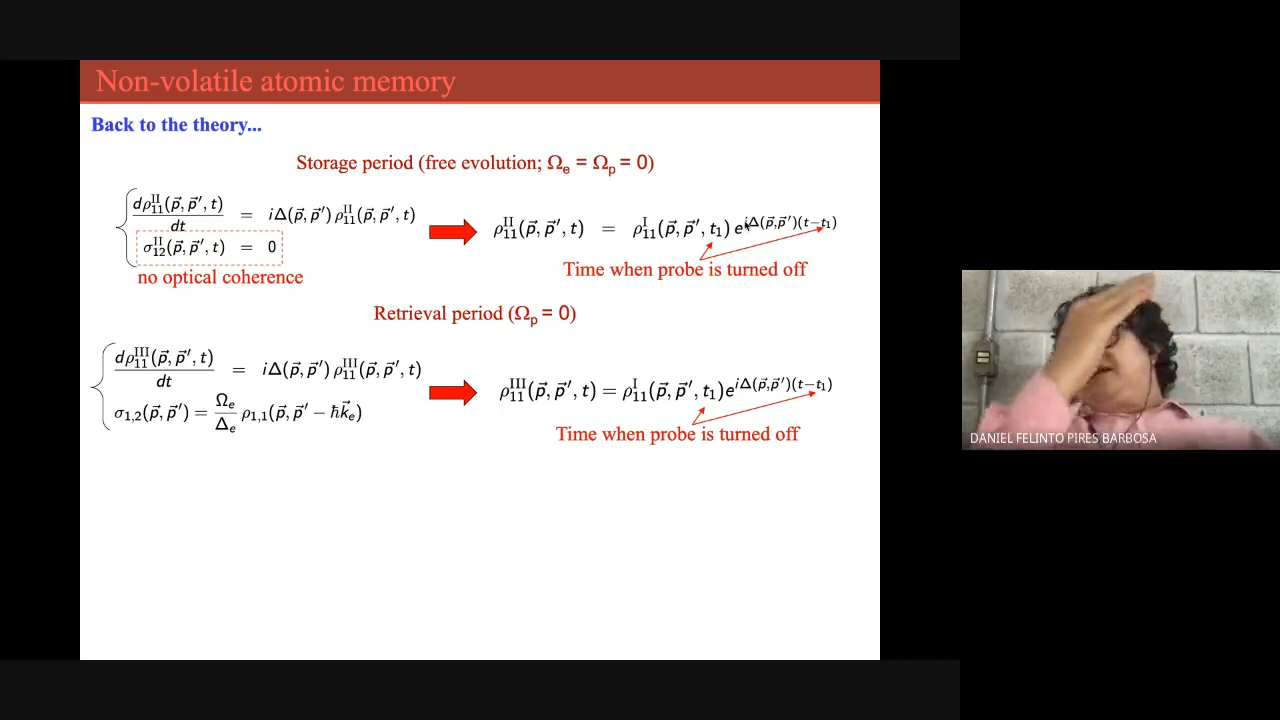 Non-volatile atomic memory
Back to the theory...
Storage period (free evolution; Ωₑ = Ωₚ = 0)
dρ₁₁ᴵᴵ(p⃗, p⃗′, t)/dt = iΔ(p⃗, p⃗′) ρ₁₁ᴵᴵ(p⃗, p⃗′, t)
σ₁₂ᴵᴵ(p⃗, p⃗′, t) = 0
no optical coherence
ρ₁₁ᴵᴵ(p⃗, p⃗′, t) = ρ₁₁ᴵ(p⃗, p⃗′, t₁) e^{iΔ(p⃗,p⃗′)(t−t₁)}
Time when probe is turned off
Retrieval period (Ωₚ = 0)
dρ₁₁ᴵᴵᴵ(p⃗, p⃗′, t)/dt = iΔ(p⃗, p⃗′) ρ₁₁ᴵᴵᴵ(p⃗, p⃗′, t)
σ₁,₂(p⃗, p⃗′) = Ωₑ/Δₑ ρ₁,₁(p⃗, p⃗′ − ħk⃗ₑ)
ρ₁₁ᴵᴵᴵ(p⃗, p⃗′, t) = ρ₁₁ᴵ(p⃗, p⃗′, t₁)e^{iΔ(p⃗,p⃗′)(t−t₁)}
Time when probe is turned off
DANIEL FELINTO PIRES BARBOSA